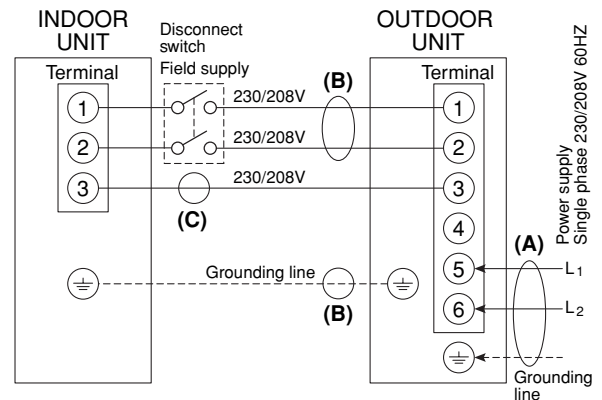 INDOOR
UNIT
Disconnect
switch
Field supply
OUTDOOR
UNIT
Terminal
Terminal
1
230/208V
(B)
1
2
230/208V
2
3
230/208V
3
(C)
4
(A)
5
L1
Grounding line
(B)
6
L2
Grounding
line
Power supply
Single phase 230/208V 60HZ